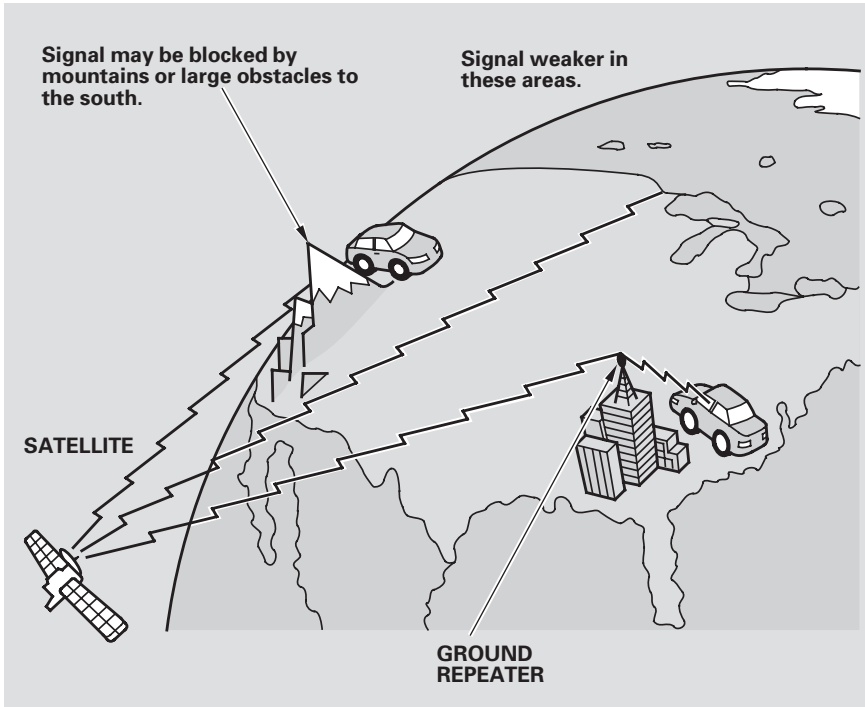 Signal may be blocked by
mountains or large obstacles to
the south.
Signal weaker in
these areas.
SATELLITE
GROUND
REPEATER